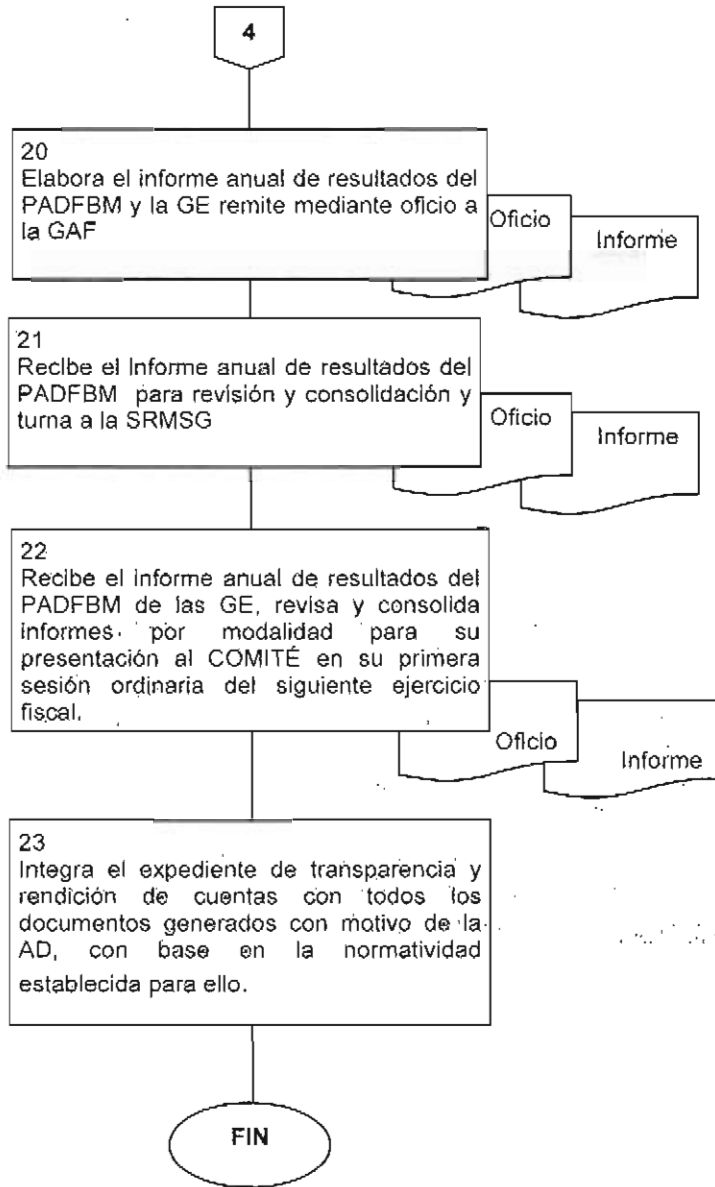 4
20
Elabora el informe anual de resultados del
PADFBM y la GE remite mediante oficio a
la GAF
Oficio
Informe
21
Recibe el Informe anual de resultados del
PADFBM para revisión y consolidación y
turna a la SRMSG
Oficio
Informe
22
Recibe el informe anual de resultados del
PADFBM de las GE, revisa y consolida
informes por modalidad para su
presentación al COMITÉ en su primera
sesión ordinaria del siguiente ejercicio
fiscal.
Oficio
Informe
23
Integra el expediente de transparencia y
rendición de cuentas con todos los
documentos generados con motivo de la
AD, con base en la normatividad
establecida para ello.
FIN